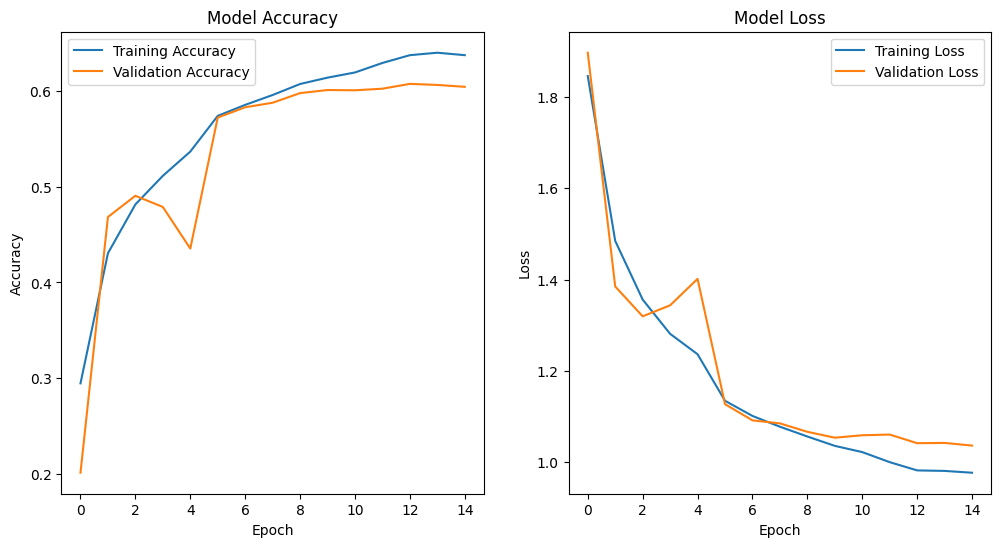 Model Accuracy
Training Accuracy
Validation Accuracy
0.6
0.5
0.4
0.3
0.2
Accuracy
0 2 4 6 8 10 12 14
Epoch
Model Loss
Training Loss
Validation Loss
1.8
1.6
1.4
1.2
1.0
Loss
0 2 4 6 8 10 12 14
Epoch